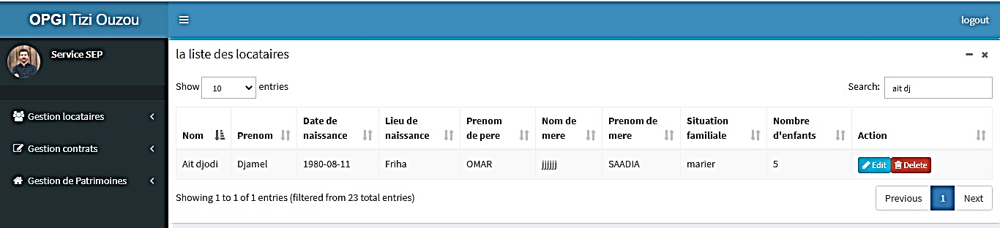 OPGI Tizi Ouzou
logout
Service SEP
la liste des locataires
Show 10 entries
Search: ait dj
Gestion locataires
Gestion contrats
Gestion de Patrimoines
Nom Prenom Date de naissance Lieu de naissance Prenom de pere Nom de mere Prenom de mere Situation familiale Nombre d'enfants Action
Ait djodi Djamel 1980-08-11 Friha OMAR jjjjjj SAADIA marier 5 Edit Delete
Showing 1 to 1 of 1 entries (filtered from 23 total entries)
Previous 1 Next